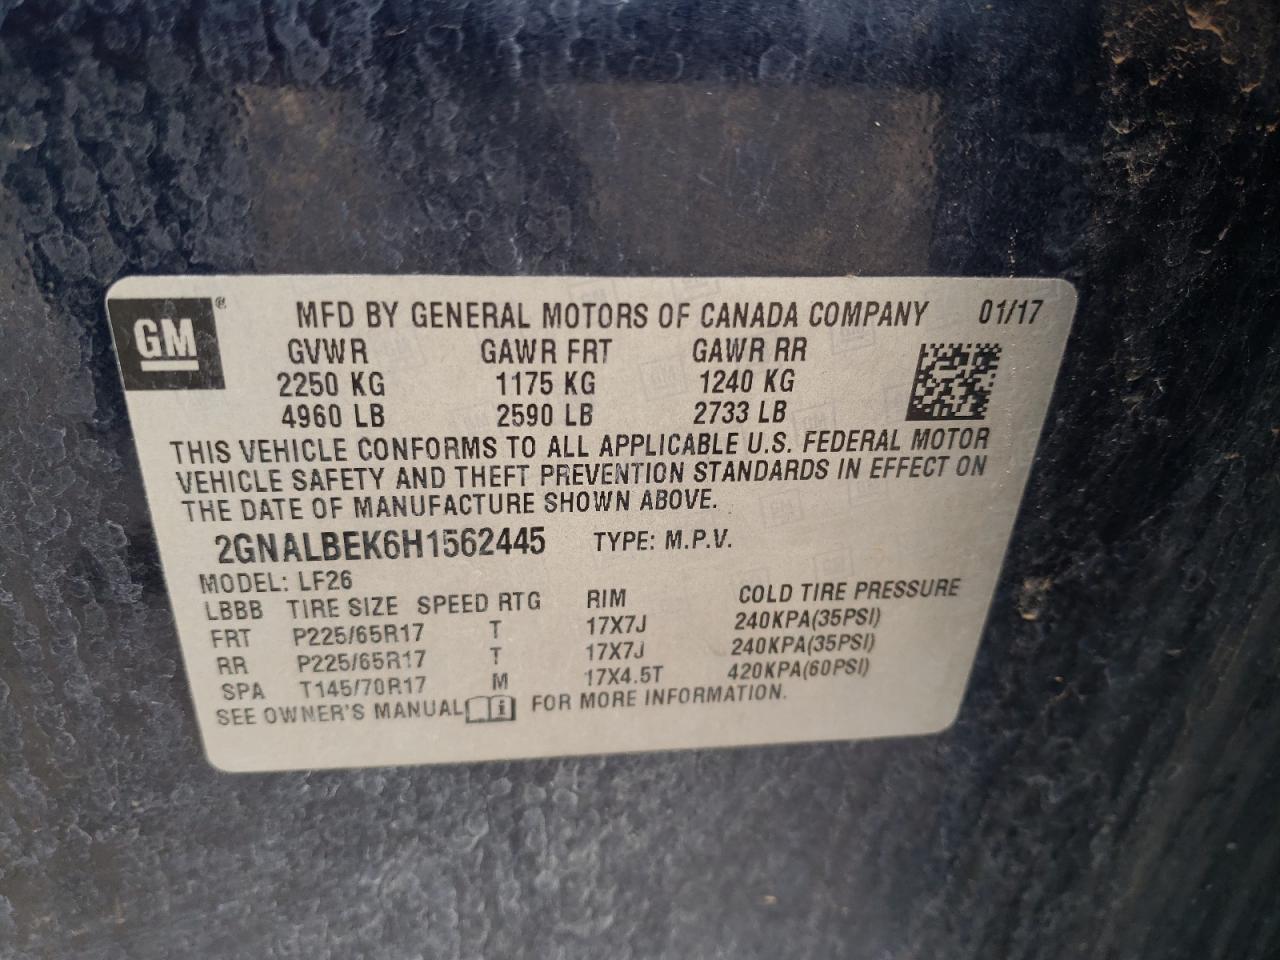 GM ® MFD BY GENERAL MOTORS OF CANADA COMPANY 01/17
GVWR GAWR FRT GAWR RR
2250 KG 1175 KG 1240 KG
4960 LB 2590 LB 2733 LB
THIS VEHICLE CONFORMS TO ALL APPLICABLE U.S. FEDERAL MOTOR
VEHICLE SAFETY AND THEFT PREVENTION STANDARDS IN EFFECT ON
THE DATE OF MANUFACTURE SHOWN ABOVE.
2GNALBEK6H1562445 TYPE: M.P.V.
MODEL: LF26
LBBB TIRE SIZE SPEED RTG RIM COLD TIRE PRESSURE
FRT P225/65R17 T 17X7J 240KPA(35PSI)
RR P225/65R17 T 17X7J 240KPA(35PSI)
SPA T145/70R17 M 17X4.5T 420KPA(60PSI)
SEE OWNER'S MANUAL i FOR MORE INFORMATION.